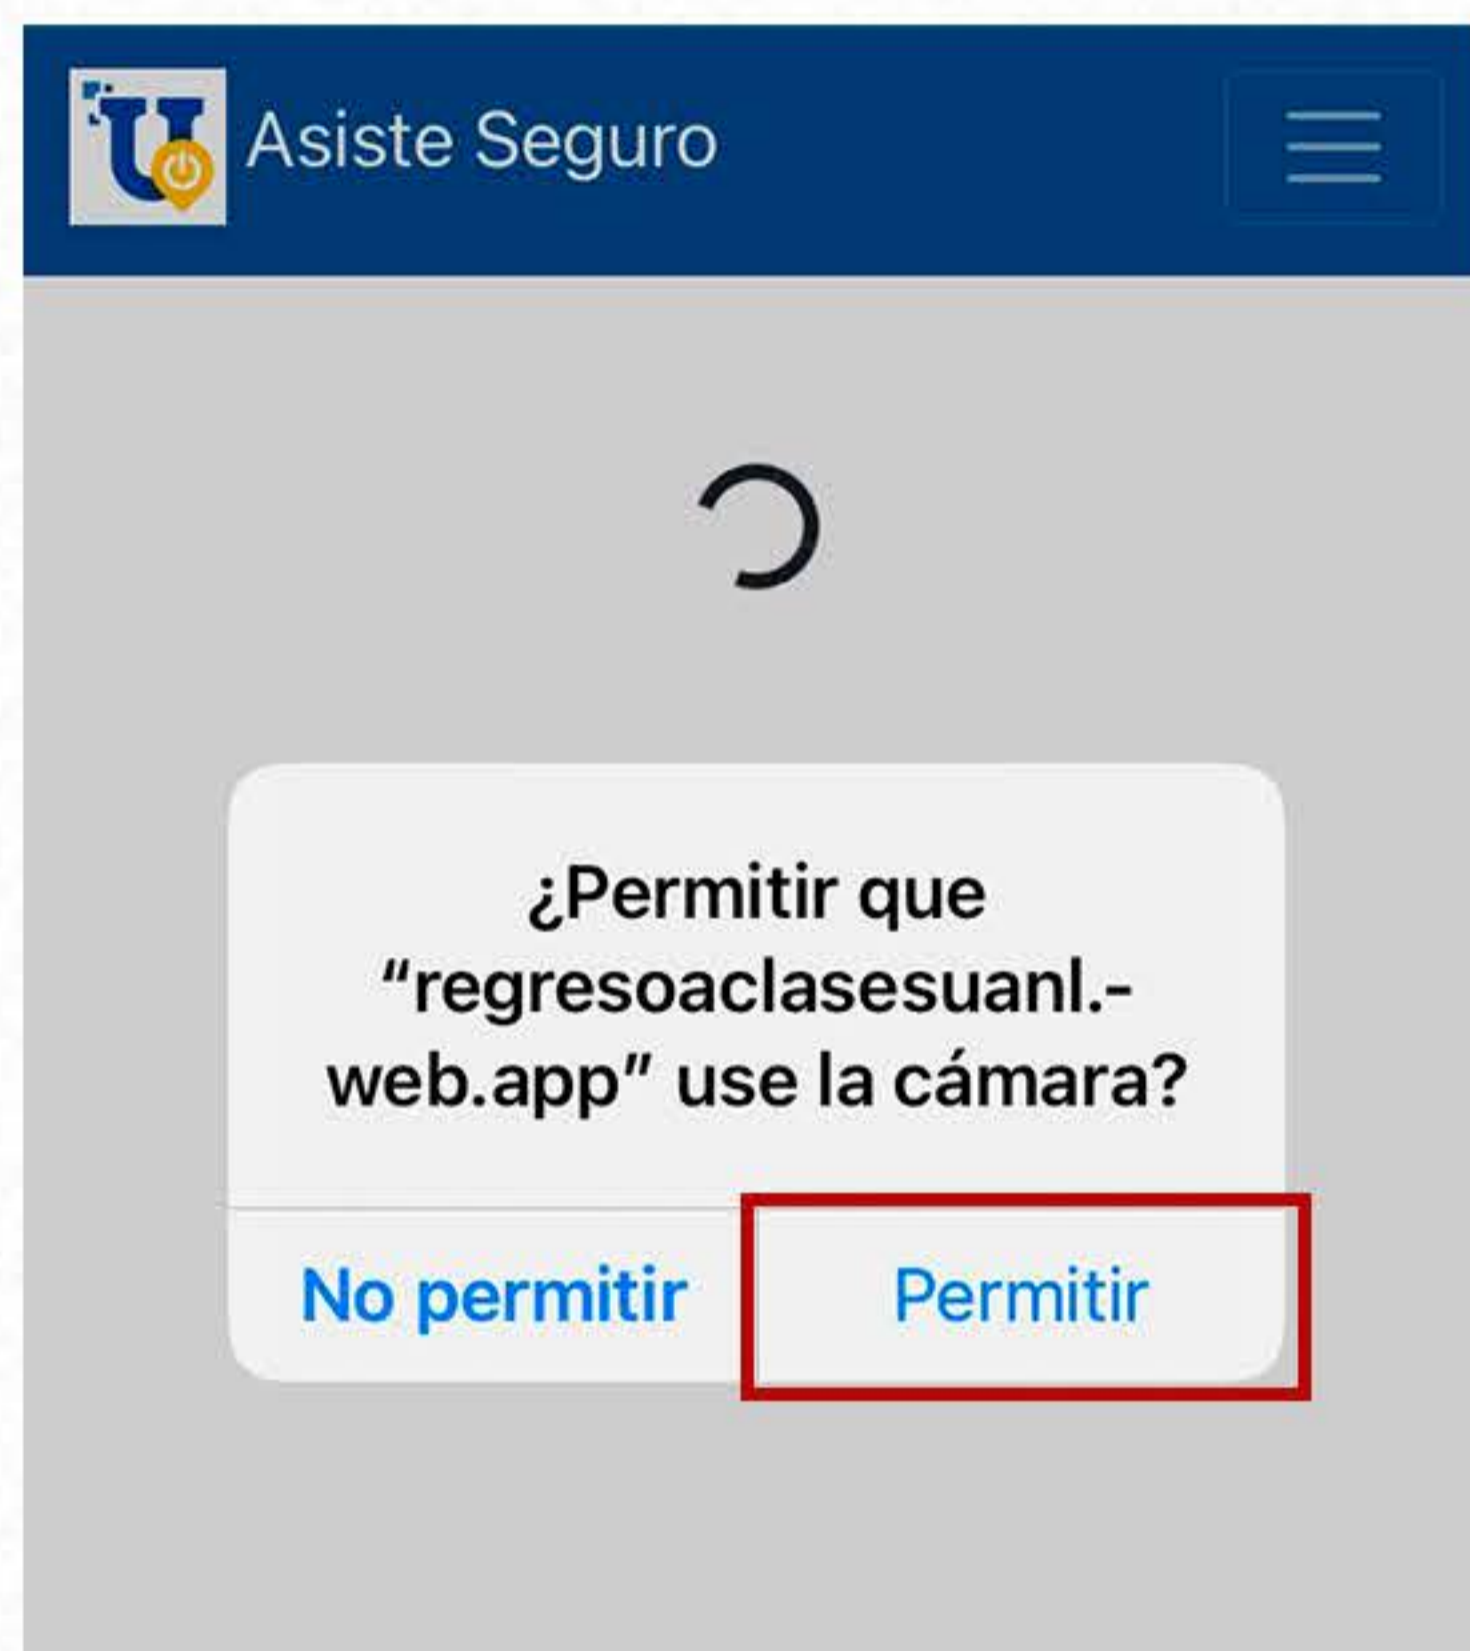 Asiste Seguro
¿Permitir que
“regresoaclasesuanl.-
web.app” use la cámara?
No permitir
Permitir